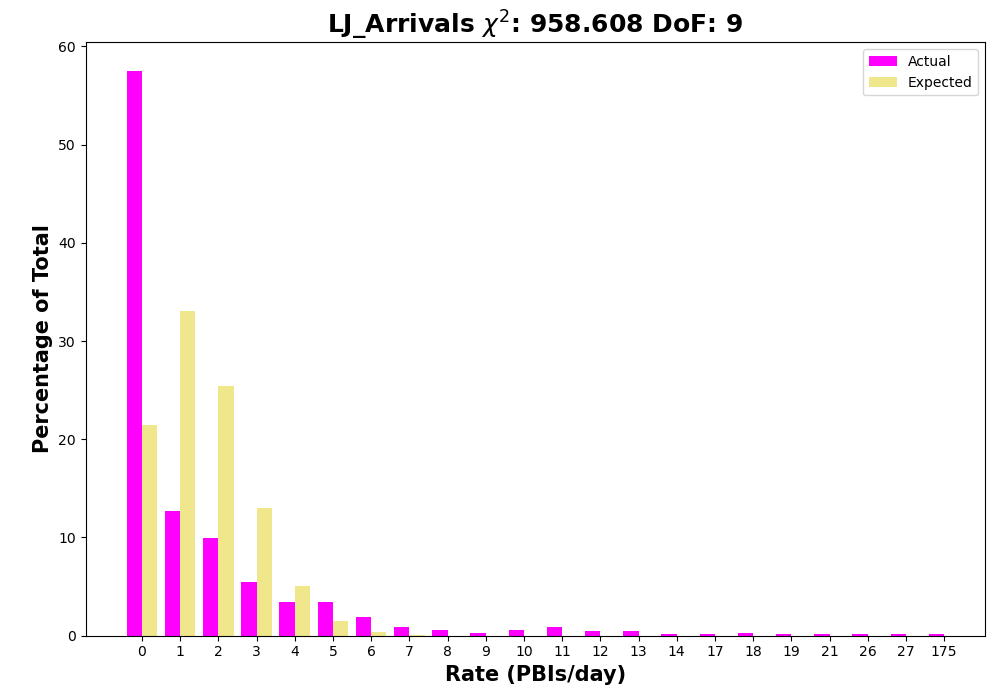 LJ_Arrivals χ²: 958.608 DoF: 9
Actual
Expected
60
50
40
30
20
10
0
Percentage of Total
0 1 2 3 4 5 6 7 8 9 10 11 12 13 14 17 18 19 21 26 27 175
Rate (PBIs/day)